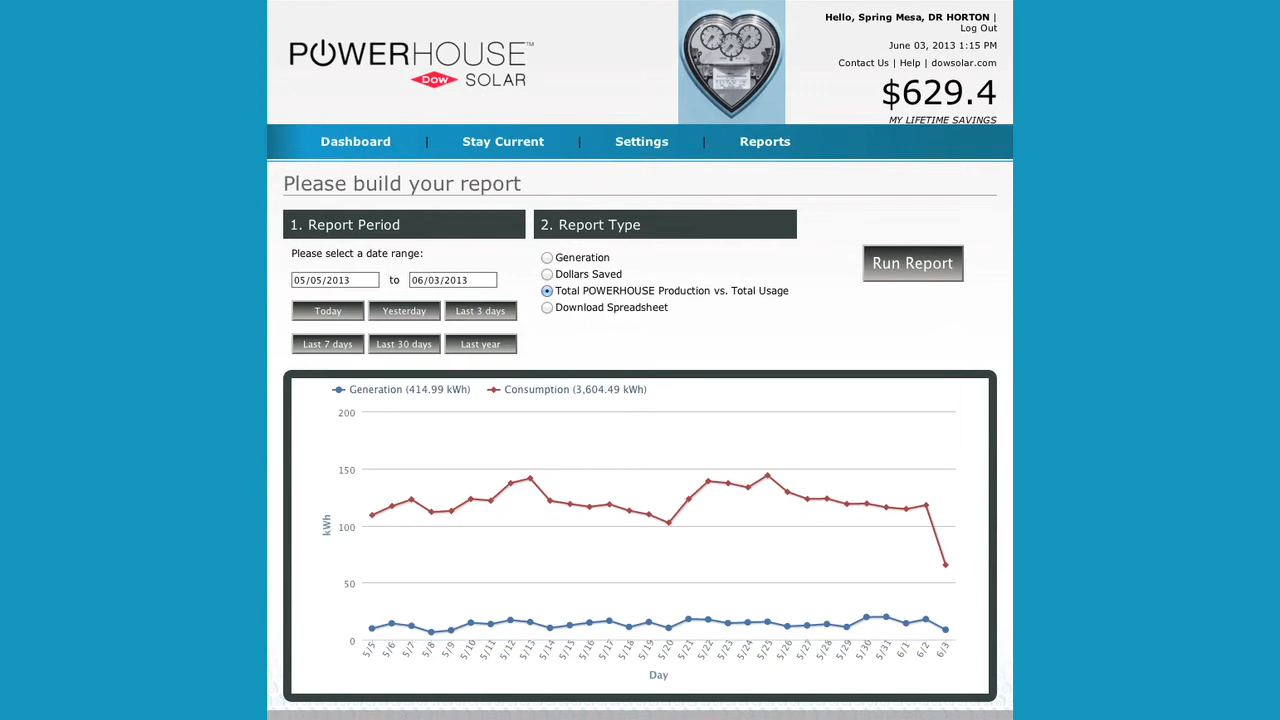 Hello, Spring Mesa, DR HORTON |
Log Out
June 03, 2013 1:15 PM
Contact Us | Help | dowsolar.com
$629.4
MY LIFETIME SAVINGS
POWERHOUSE™
Dow SOLAR
Dashboard | Stay Current | Settings | Reports
Please build your report
1. Report Period
Please select a date range:
05/05/2013 to 06/03/2013
Today Yesterday Last 3 days
Last 7 days Last 30 days Last year
2. Report Type
Generation
Dollars Saved
Total POWERHOUSE Production vs. Total Usage
Download Spreadsheet
Run Report
Generation (414.99 kWh) Consumption (3,604.49 kWh)
200
150
100
50
0
kWh
5/5 5/6 5/7 5/8 5/9 5/10 5/11 5/12 5/13 5/14 5/15 5/16 5/17 5/18 5/19 5/20 5/21 5/22 5/23 5/24 5/25 5/26 5/27 5/28 5/29 5/30 5/31 6/1 6/2 6/3
Day